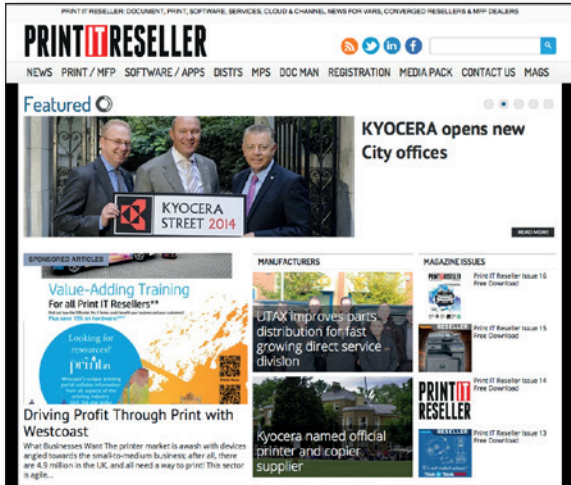 PRINT IT RESELLER: DOCUMENT, PRINT, SOFTWARE, SERVICES, CLOUD & CHANNEL NEWS FOR VARS, CONVERGED RESELLERS & MFP DEALERS
PRINTITRESELLER
NEWS PRINT / MFP SOFTWARE / APPS DISTI'S MPS DOC MAN REGISTRATION MEDIA PACK CONTACT US MAGS
Featured
KYOCERA opens new
City offices
KYOCERA
STREET 2014
READ MORE
SPONSORED ARTICLES
Value-Adding Training
For all Print IT Resellers**
Plus save 15% on hardware***
Looking for
resources?
Driving Profit Through Print with
Westcoast
What Businesses Want The printer market is awash with devices
angled towards the small-to-medium business; after all, there
are 4.9 million in the UK, and all need a way to print! This sector
is agile...
MANUFACTURERS
UTAX improves parts
distribution for fast
growing direct service
division
Kyocera named official
printer and copier
supplier
MAGAZINE ISSUES
Print IT Reseller Issue 16
Free Download
Print IT Reseller Issue 15
Free Download
PRINTIT
RESELLER
Print IT Reseller Issue 14
Free Download
Print IT Reseller Issue 13
Free Download